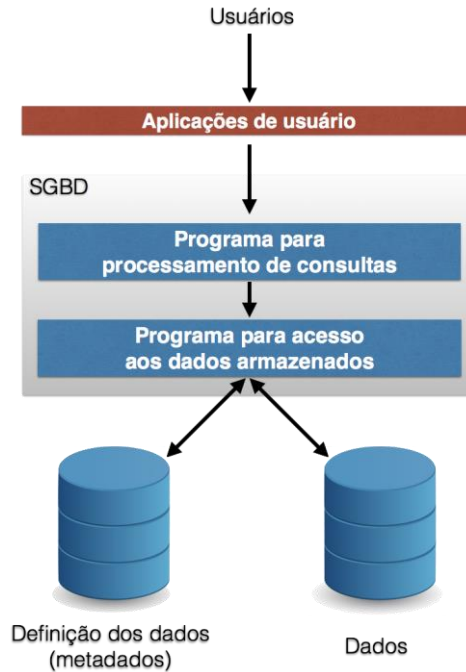 Usuários
Aplicações de usuário
SGBD
Programa para
processamento de consultas
Programa para acesso
aos dados armazenados
Definição dos dados
(metadados)
Dados